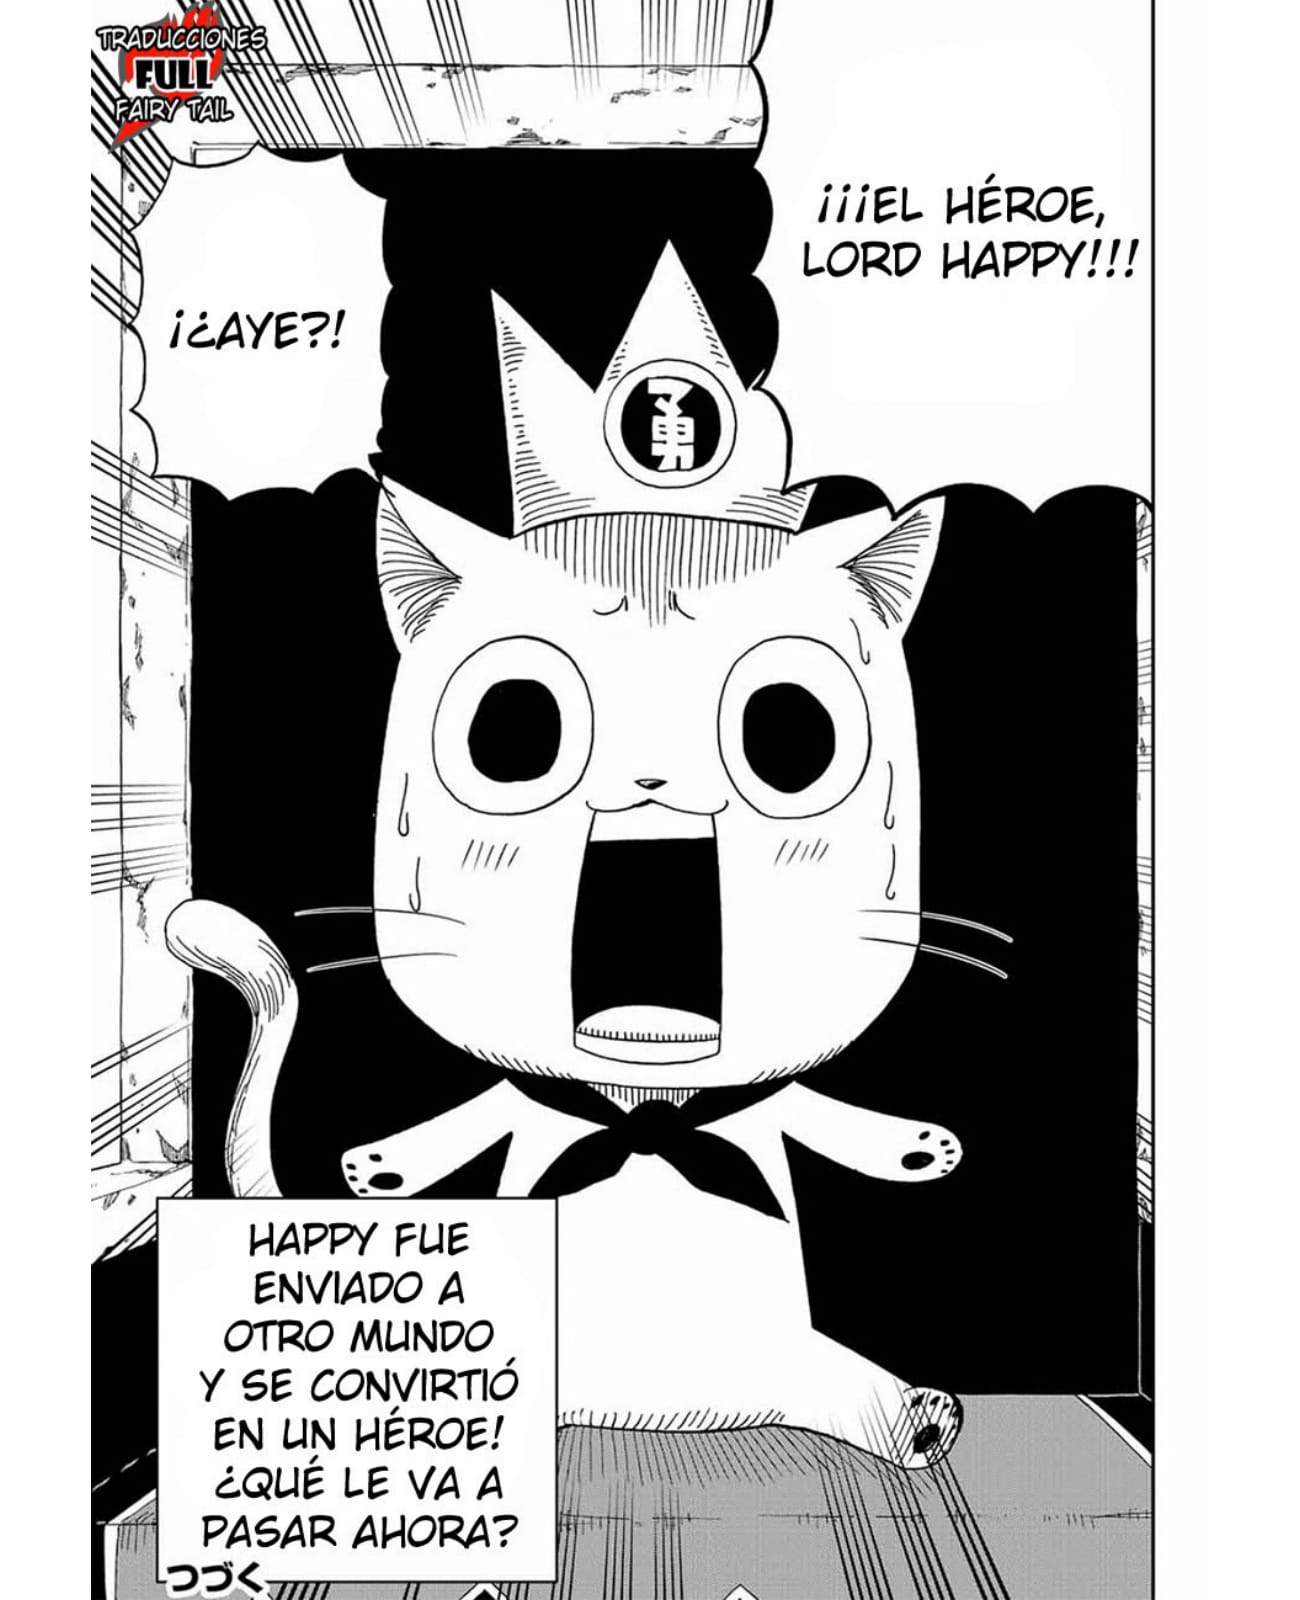 TRADUCCIONES
FULL
FAIRY TAIL
¡¡¡EL HÉROE,
LORD HAPPY!!!
¡¿AYE?!
勇
HAPPY FUE
ENVIADO A
OTRO MUNDO
Y SE CONVIRTIÓ
EN UN HÉROE!
¿QUÉ LE VA A
PASAR AHORA?
つづく